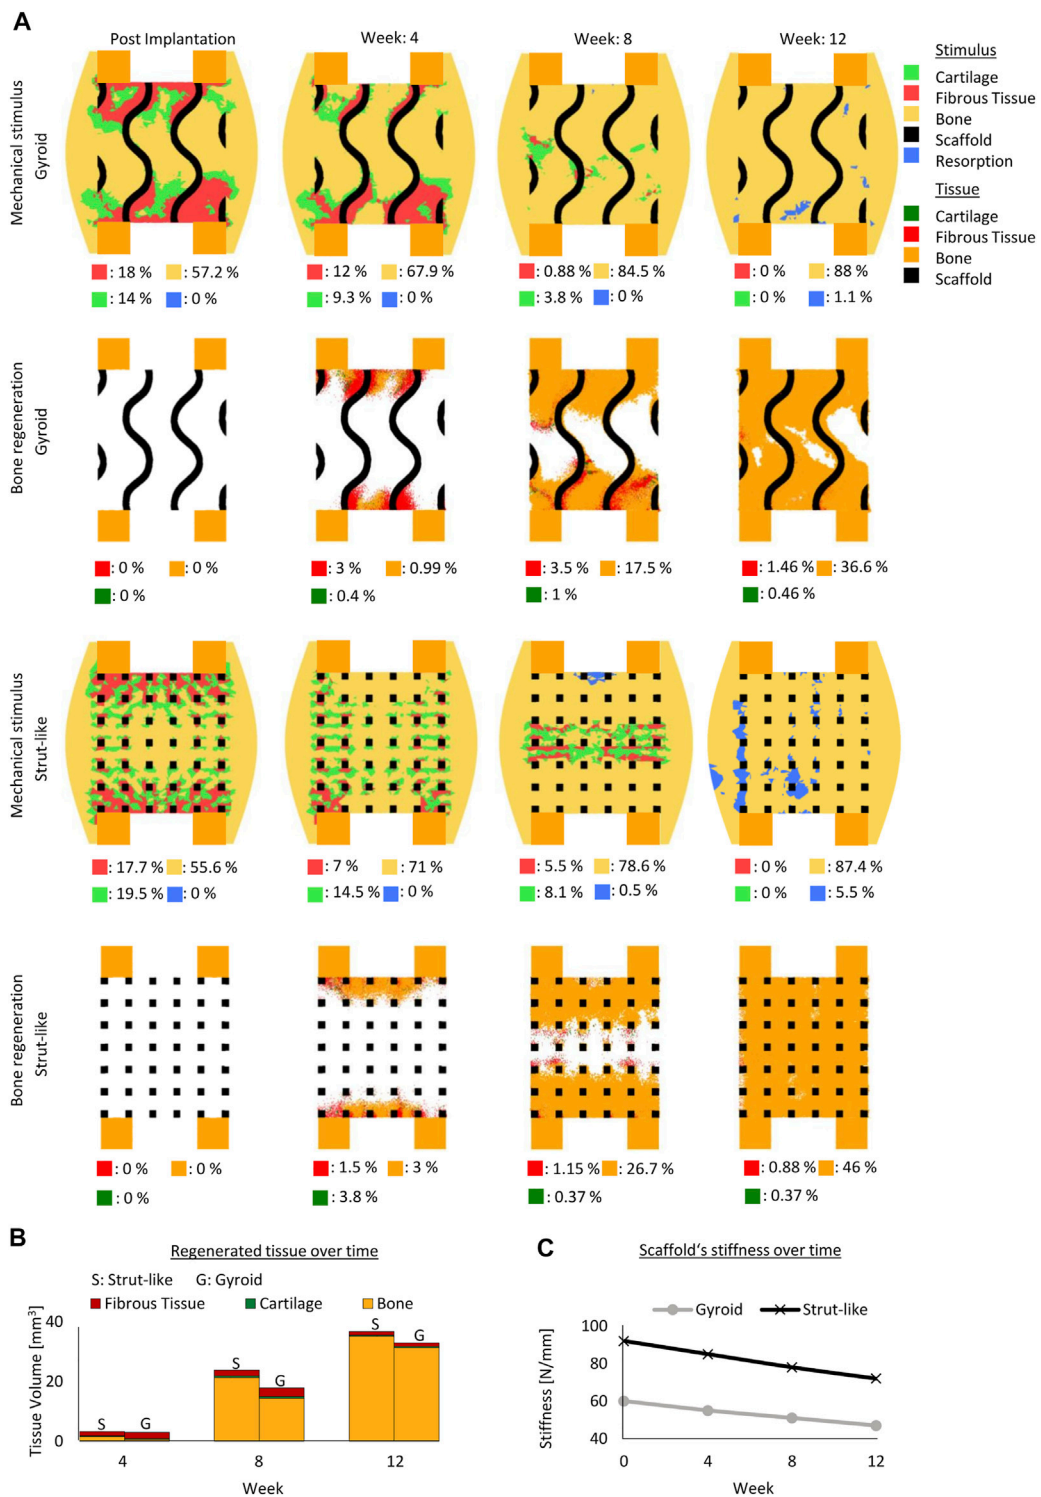 A
Post Implantation
Week: 4
Week: 8
Week: 12
Stimulus
Cartilage
Fibrous Tissue
Bone
Scaffold
Resorption
Tissue
Cartilage
Fibrous Tissue
Bone
Scaffold
Mechanical stimulus
Gyroid
: 18 % : 57.2 %
: 14 % : 0 %
: 12 % : 67.9 %
: 9.3 % : 0 %
: 0.88 % : 84.5 %
: 3.8 % : 0 %
: 0 % : 88 %
: 0 % : 1.1 %
Bone regeneration
Gyroid
: 0 % : 0 %
: 0 %
: 3 % : 0.99 %
: 0.4 %
: 3.5 % : 17.5 %
: 1 %
: 1.46 % : 36.6 %
: 0.46 %
Mechanical stimulus
Strut-like
: 17.7 % : 55.6 %
: 19.5 % : 0 %
: 7 % : 71 %
: 14.5 % : 0 %
: 5.5 % : 78.6 %
: 8.1 % : 0.5 %
: 0 % : 87.4 %
: 0 % : 5.5 %
Bone regeneration
Strut-like
: 0 % : 0 %
: 0 %
: 1.5 % : 3 %
: 3.8 %
: 1.15 % : 26.7 %
: 0.37 %
: 0.88 % : 46 %
: 0.37 %
B
Regenerated tissue over time
S: Strut-like G: Gyroid
Fibrous Tissue Cartilage Bone
Tissue Volume [mm³]
40
20
0
S G
S G
S G
4 8 12
Week
C
Scaffold's stiffness over time
Gyroid Strut-like
Stiffness [N/mm]
100
80
60
40
0 4 8 12
Week